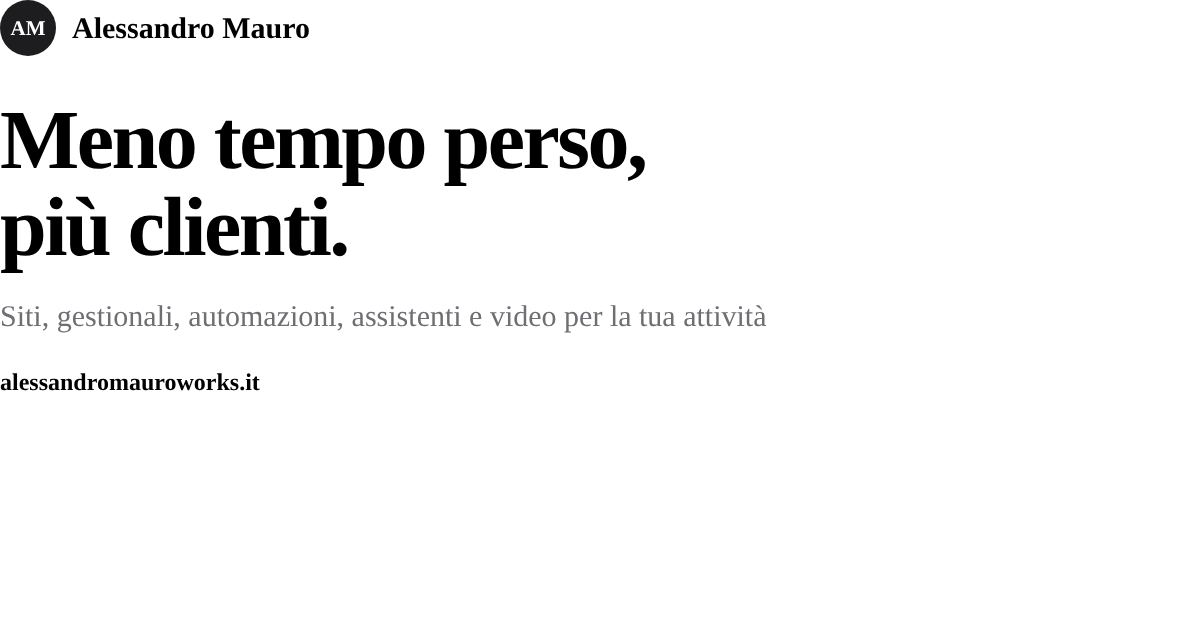 AM
Alessandro Mauro
Meno tempo perso,
più clienti.
Siti, gestionali, automazioni, assistenti e video per la tua attività
alessandromauroworks.it